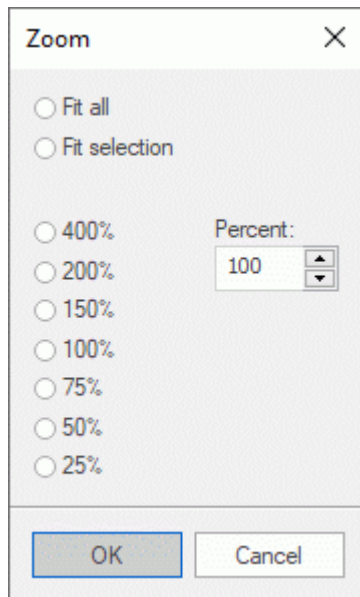 Zoom
Fit all
Fit selection
400%
Percent:
200%
100
150%
100%
75%
50%
25%
OK
Cancel